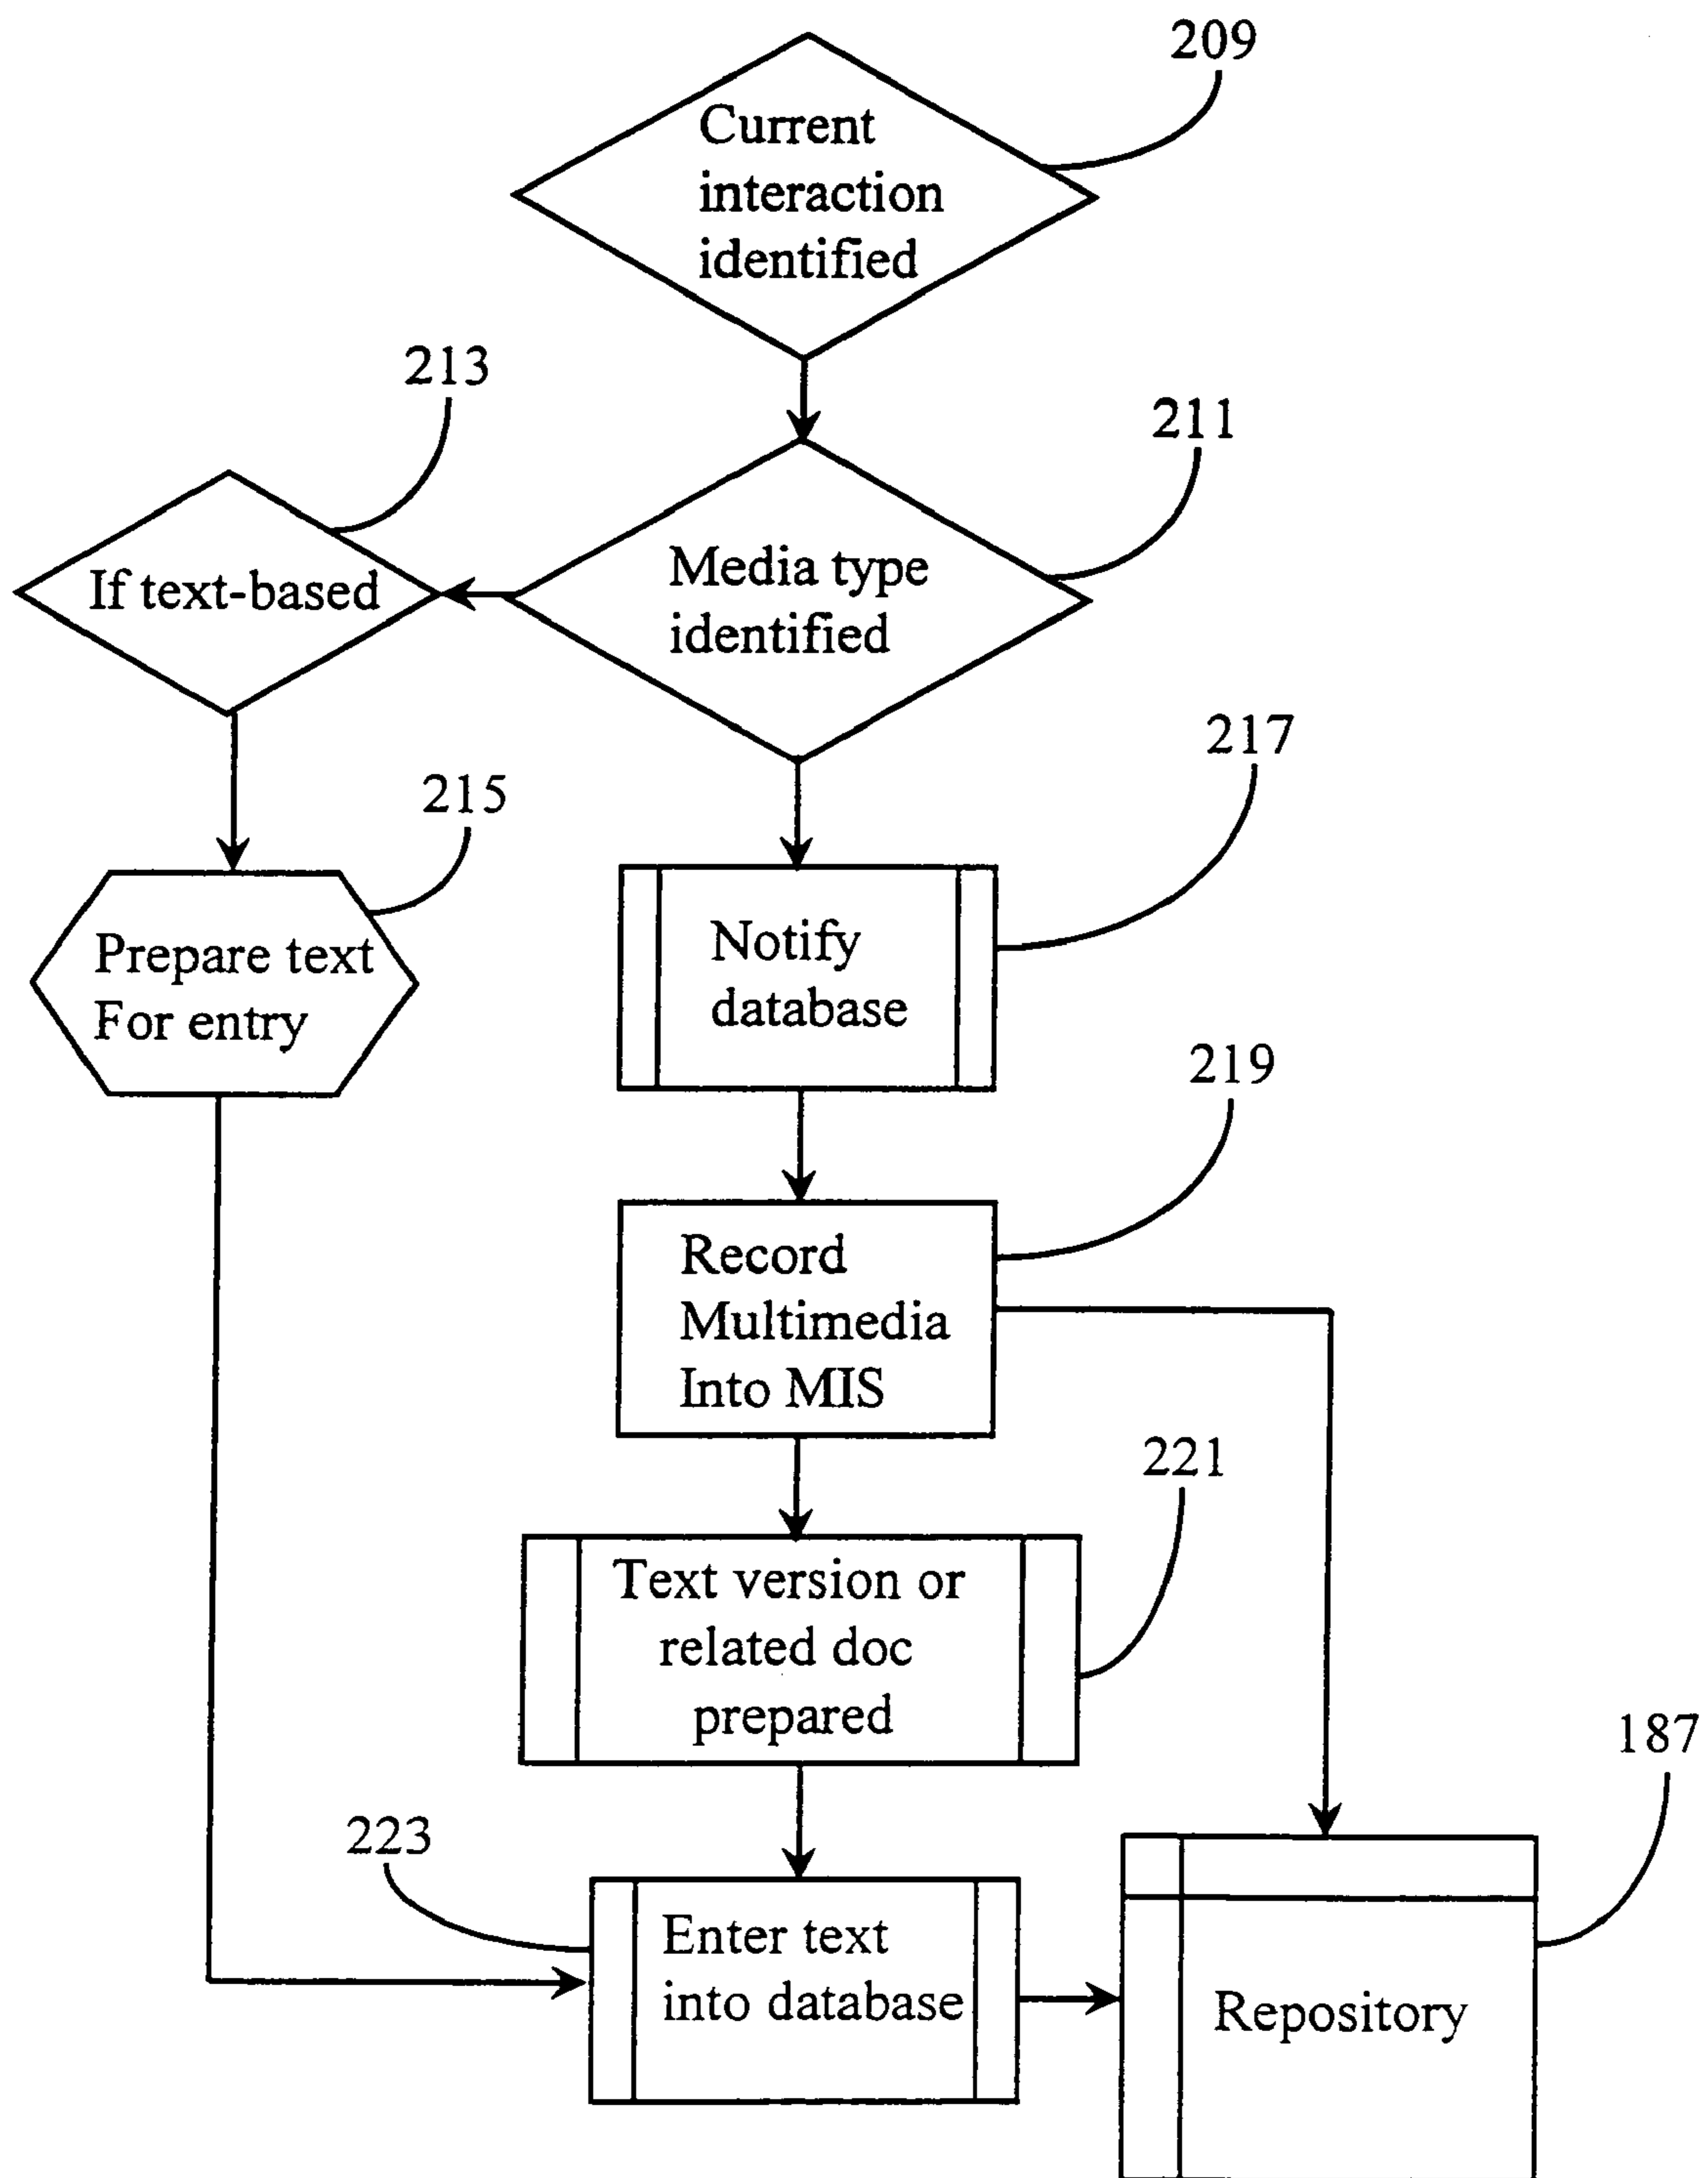 209
Current
interaction
identified
213
211
If text-based
Media type
identified
217
215
Prepare text
For entry
Notify
database
219
Record
Multimedia
Into MIS
221
Text version or
related doc
prepared
187
223
Enter text
into database
Repository